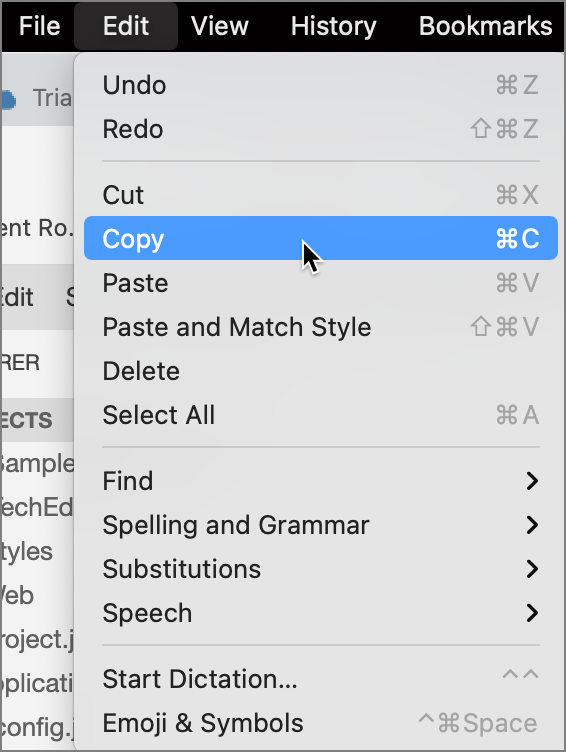 File Edit View History Bookmarks
Tria
Undo ⌘Z
Redo ⇧⌘Z
Cut ⌘X
ent Ro.
Copy ⌘C
Paste ⌘V
Edit S
Paste and Match Style ⇧⌘V
RER
Delete
Select All ⌘A
ECTS
Sample
Find
TechEd
Spelling and Grammar
tyles
Substitutions
Web
Speech
roject.j
Start Dictation... ^^
plicati
Emoji & Symbols ^⌘Space
config.j